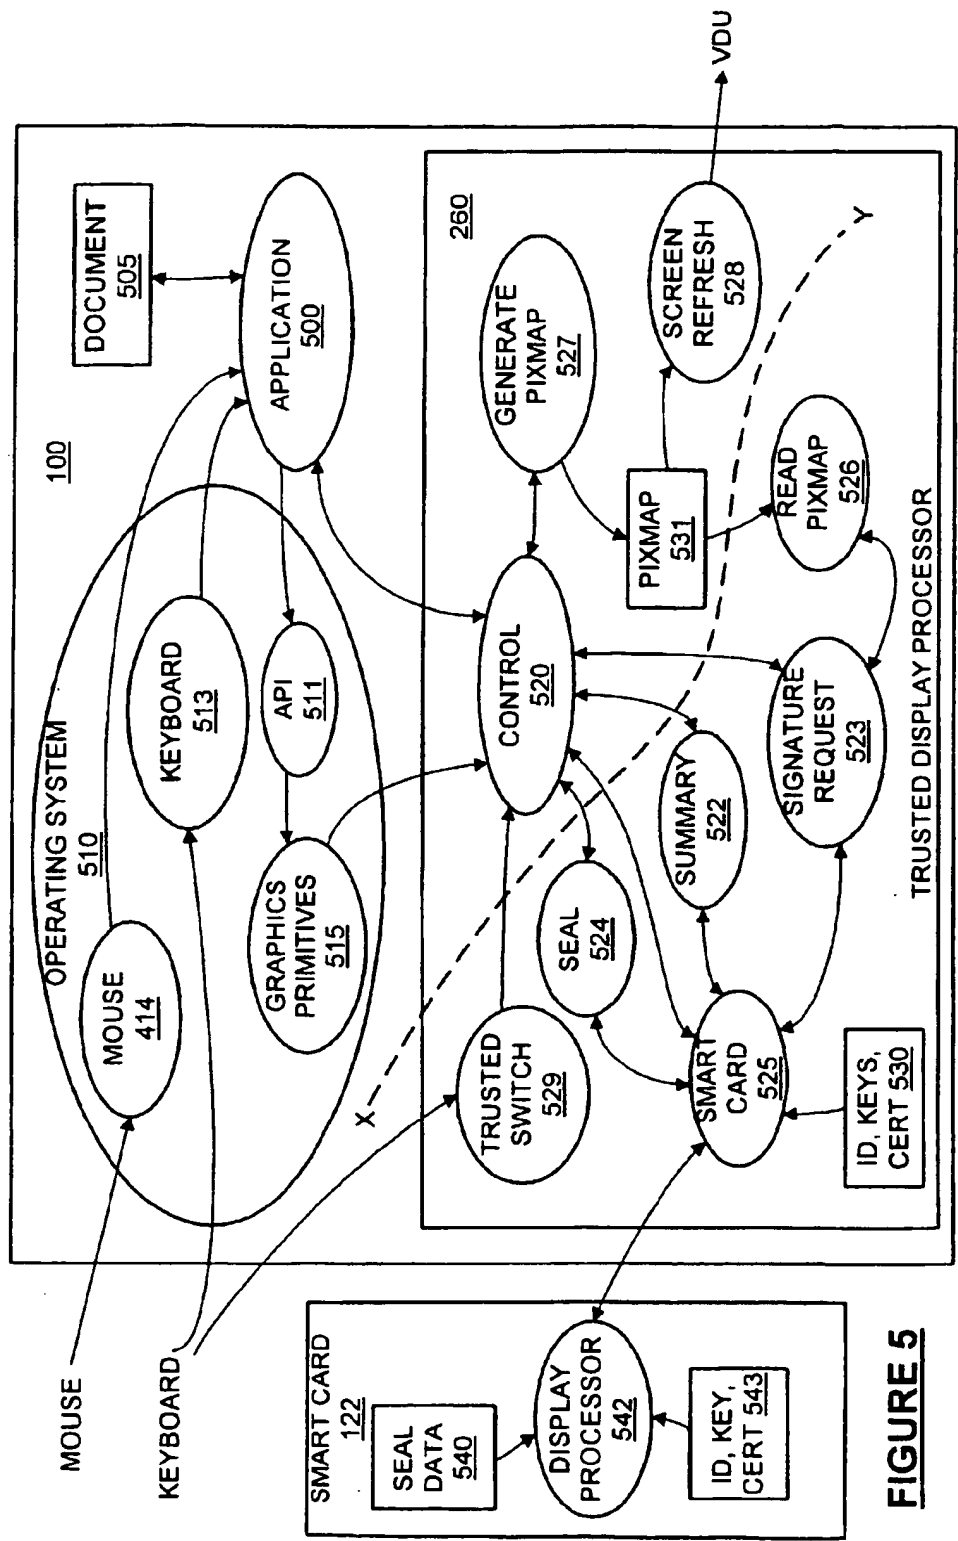 MOUSE
KEYBOARD
SMART CARD
122
SEAL
DATA
540
DISPLAY
PROCESSOR
542
ID, KEY,
CERT 543
100
OPERATING SYSTEM
510
MOUSE
414
KEYBOARD
513
GRAPHICS
PRIMITIVES
515
API
511
DOCUMENT
505
APPLICATION
500
X
260
TRUSTED
SWITCH
529
CONTROL
520
GENERATE
PIXMAP
527
SEAL
524
PIXMAP
531
SCREEN
REFRESH
528
VDU
SMART
CARD
525
SUMMARY
522
SIGNATURE
REQUEST
523
READ
PIXMAP
526
Y
ID, KEYS,
CERT 530
TRUSTED DISPLAY PROCESSOR
FIGURE 5